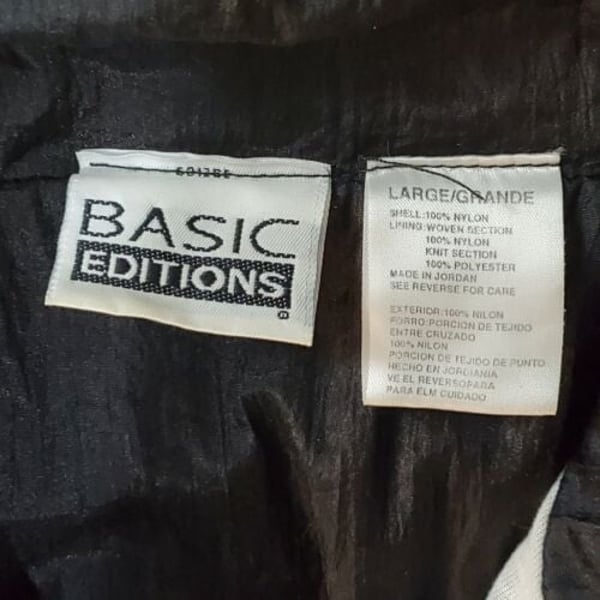 BASIC
EDITIONS
®
LARGE/GRANDE
SHELL:100% NYLON
LINING:WOVEN SECTION
100% NYLON
KNIT SECTION
100% POLYESTER
MADE IN JORDAN
SEE REVERSE FOR CARE
EXTERIOR:100% NILON
FORRO:PORCION DE TEJIDO
ENTRE CRUZADO
100% NILON
PORCION DE TEJIDO DE PUNTO
HECHO EN JORDIANIA
VE EL REVERSOPARA
PARA ELM CUIDADO